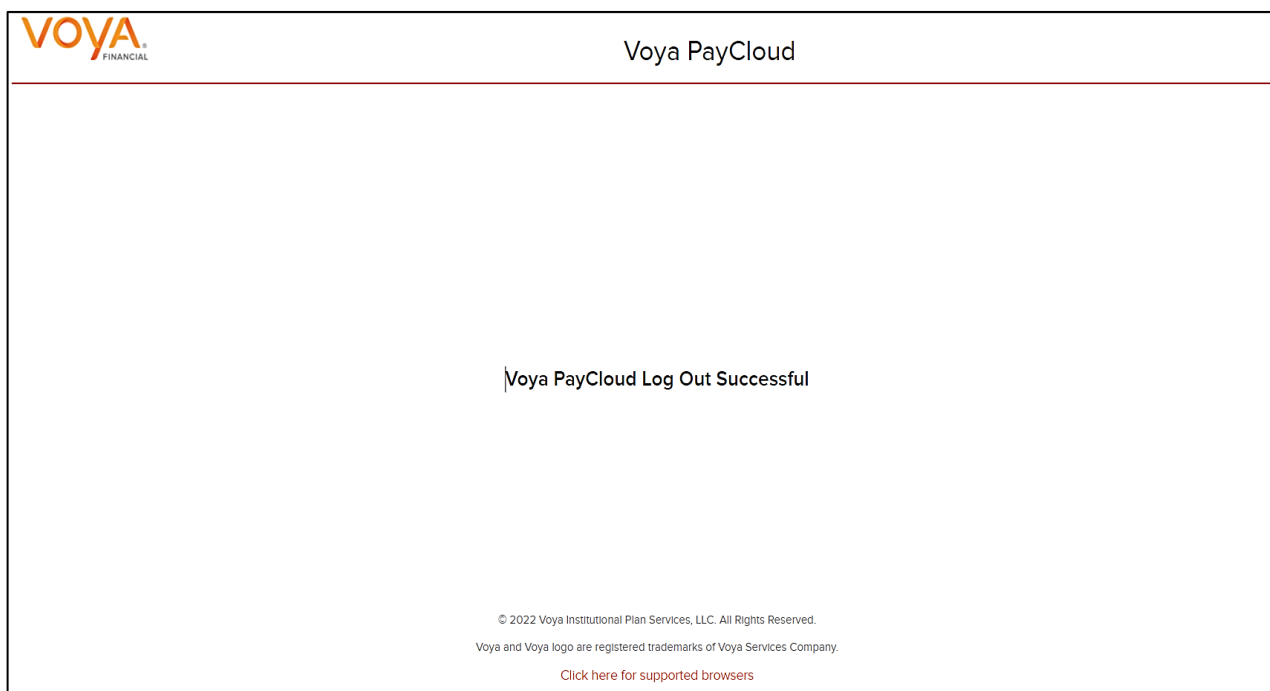 VOYA®
FINANCIAL
Voya PayCloud
Voya PayCloud Log Out Successful
© 2022 Voya Institutional Plan Services, LLC. All Rights Reserved.
Voya and Voya logo are registered trademarks of Voya Services Company.
Click here for supported browsers